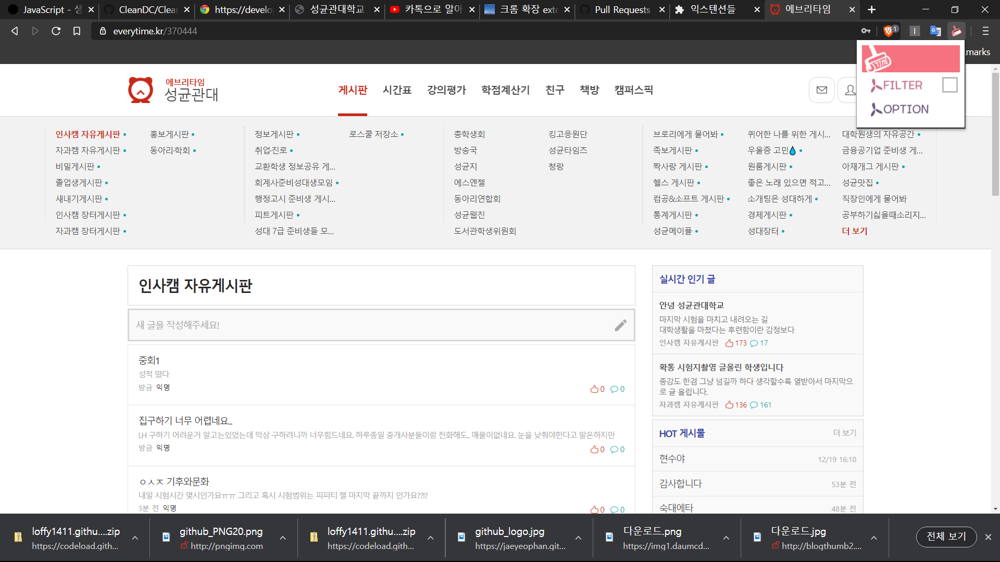 JavaScript - 생
CleanDC/Clear
https://develo
성균관대학교
카톡으로 알아
크롬 확장 exte
Pull Requests
익스텐션들
에브리타임
everytime.kr/370444
1
marks
TIME
FILTER
OPTION
에브리타임
성균관대
게시판 시간표 강의평가 학점계산기 친구 책방 캠퍼스픽
인사캠 자유게시판
자과캠 자유게시판
비밀게시판
졸업생게시판
새내기게시판
인사캠 장터게시판
자과캠 장터게시판
홍보게시판
동아리·학회
정보게시판
취업·진로
교환학생 정보공유 게...
회계사준비성대생모임
행정고시 준비생 게시...
피트게시판
성대 7급 준비생들 모...
로스쿨 저장소
총학생회
방송국
성균지
에스엔젤
동아리연합회
성균웹진
도서관학생위원회
킹고응원단
성균타임즈
청랑
브로리에게 물어봐
족보게시판
짝사랑 게시판
헬스 게시판
컴공&소프트 게시판
통계게시판
성균메이플
퀴어한 나를 위한 게시...
우울증 고민
원룸게시판
좋은 노래 있으면 적고...
소개팅은 성대하게
경제게시판
성대장터
대학원생의 자유공간
금융공기업 준비생 게...
아재개그 게시판
성균맛집
직장인에게 물어봐
공부하기싫을때소리지...
더 보기
인사캠 자유게시판
새 글을 작성해주세요!
중회1
성적 떴다
방금 익명
0 0
집구하기 너무 어렵네요..
LH 구하기 어려운거 알고는있었는데 막상 구하려니까 너무힘드네요. 하루종일 중개사분들이랑 전화해도.. 매물이없네요. 눈을 낮춰야한다고 말은하지만
방금 익명
0 0
ㅇㅅㅈ 기후와문화
내일 시험시간 몇시인가요ㅠㅠ 그리고 혹시 시험범위는 피피티 젤 마지막 끝까지 인가요??!?
3분 전 익명
0 0
실시간 인기 글
안녕 성균관대학교
마지막 시험을 마치고 내려오는 길
대학생활을 마쳤다는 후련함이란 감정보다
인사캠 자유게시판 173 17
확통 시험지촬영 글올린 학생입니다
종강도 한겸 그냥 넘길까 하다 생각할수록 열받아서 마지막으
로 글 올립니다.
자과캠 자유게시판 136 161
HOT 게시물 더 보기
현수야 12/19 16:10
감사합니다 53분 전
숙대에타 48분 전
loffy1411.githu....zip
https://codeload.gith...
github_PNG20.png
http://pngimg.com
loffy1411.githu....zip
https://codeload.gith...
github_logo.jpg
https://jaeyeophan.git...
다운로드.png
https://img1.daumcd...
다운로드.jpg
http://blogthumb2....
전체 보기